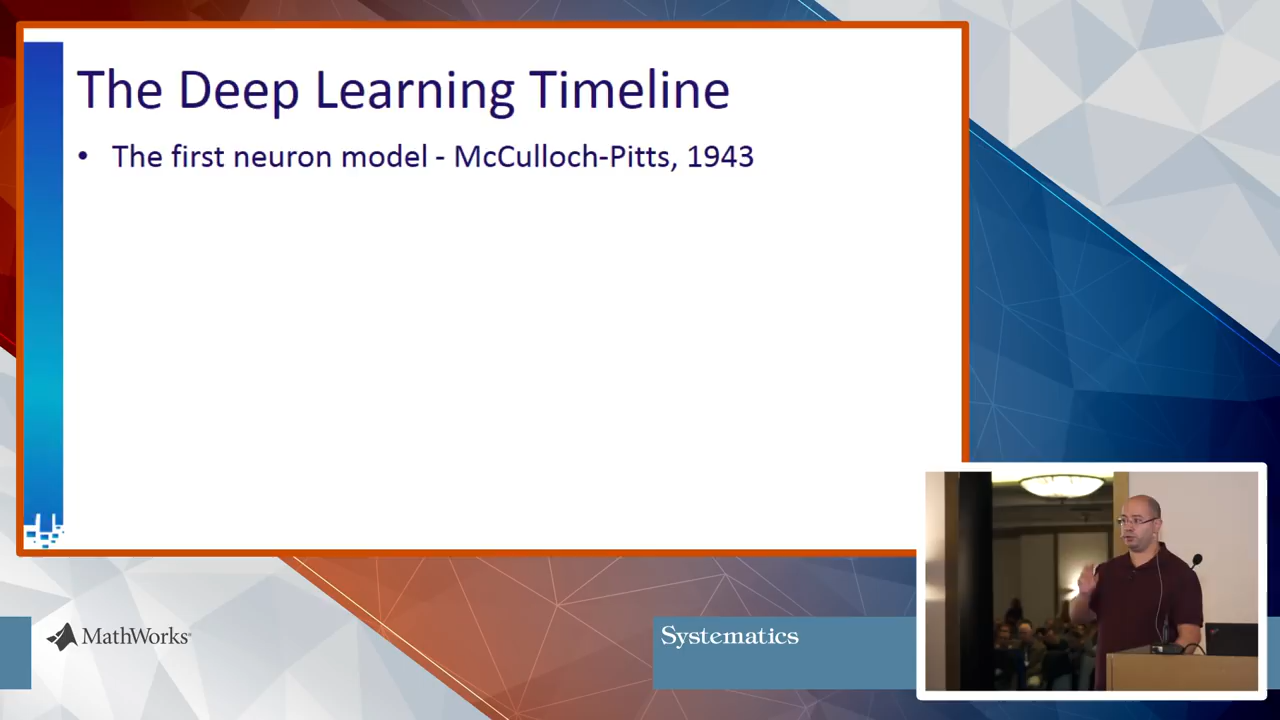 The Deep Learning Timeline
• The first neuron model - McCulloch-Pitts, 1943
MathWorks®
Systematics